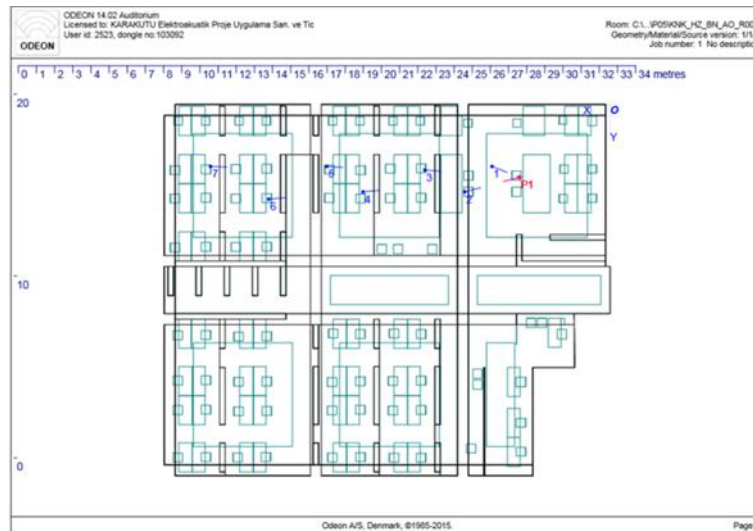 ODEON 14.02 Auditorium
Licensed to: KARAKUTU Elektroakustik Proje Uygulama San. ve Tic
User id: 2523, dongle no:103092
ODEON
Room: C:\...\P05\KNK_HZ_BN_AO_R00
Geometry/Material/Source version: 1/1/
Job number: 1 No descript
0 1 2 3 4 5 6 7 8 9 10 11 12 13 14 15 16 17 18 19 20 21 22 23 24 25 26 27 28 29 30 31 32 33 34 metres
20
X O
Y
7 6 3 1
P1
6 4 2
10
0
Odeon A/S, Denmark, ©1985-2015.
Page